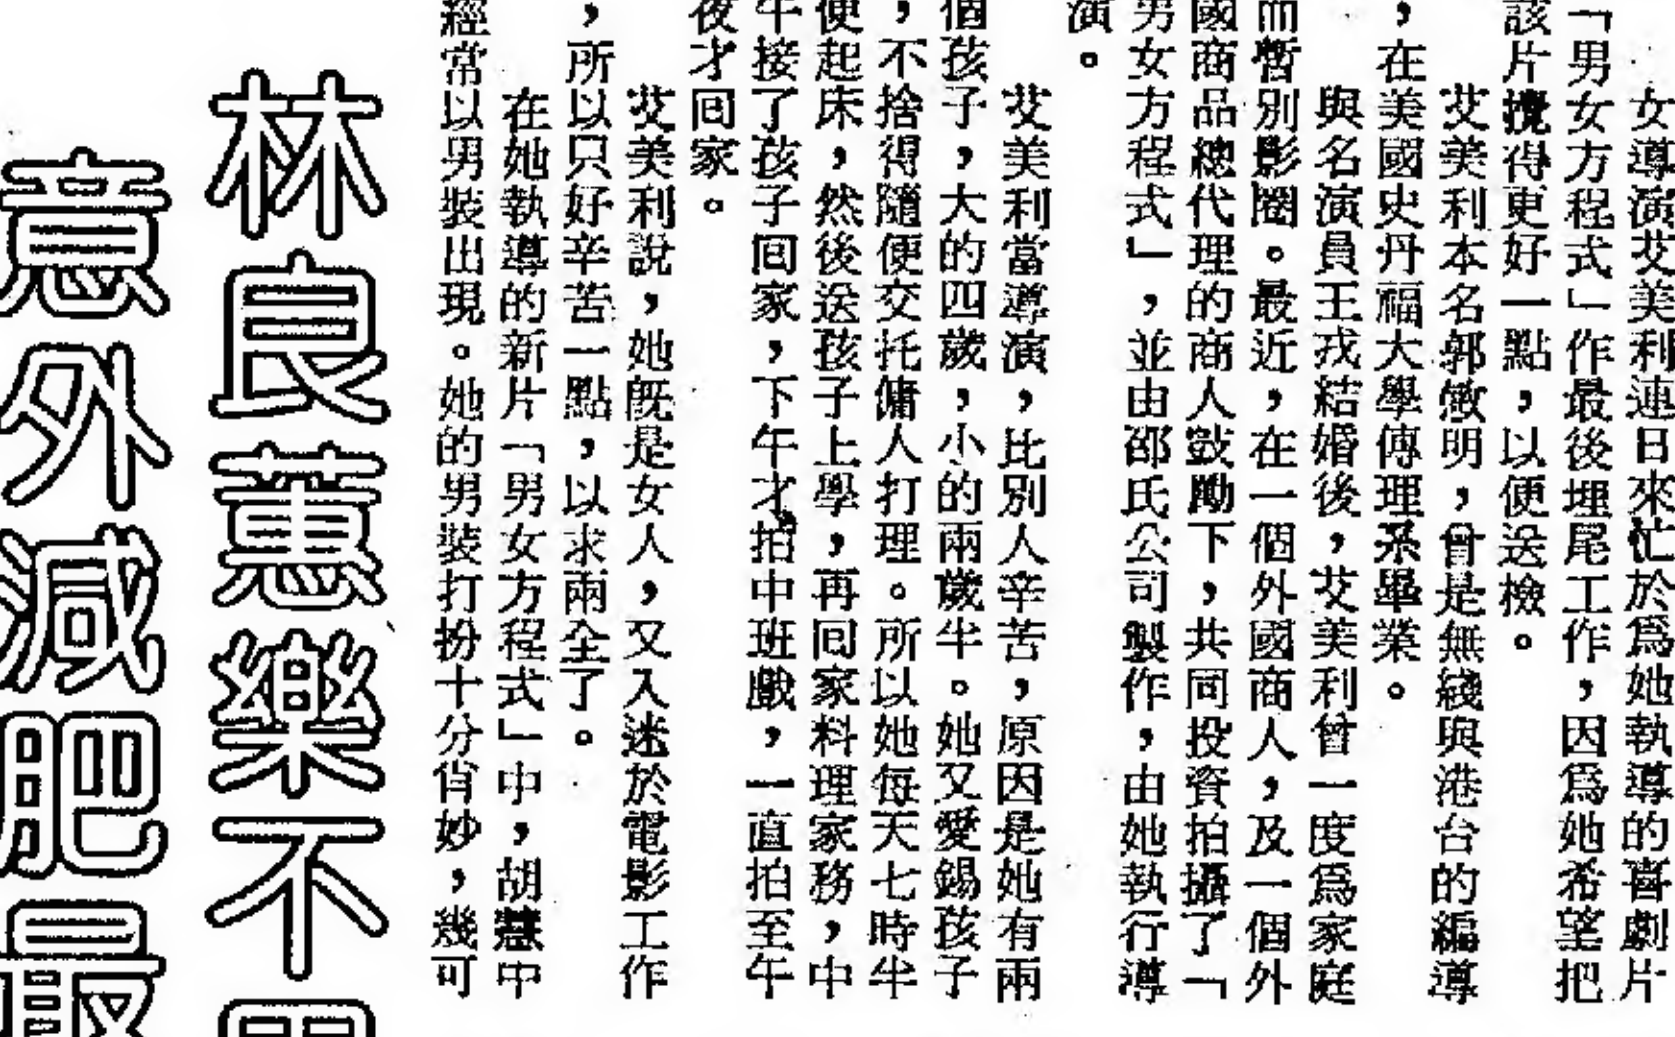 女導演艾美利連日來忙於爲她執導的喜劇片
「男女方程式」作最後埋尾工作，因爲她希望把
該片攪得更好一點，以便送檢。
艾美利本名郭敏明，曾是無綫與港台的編導
，在美國史丹福大學傳理系畢業。
與名演員王戎結婚後，艾美利曾一度爲家庭
而暫別影圈。最近，在一個外國商人，及一個外
國商品總代理的商人鼓勵下，共同投資拍攝了「
男女方程式」，並由邵氏公司製作，由她執行導
演。
艾美利當導演，比別人辛苦，原因是她有兩
個孩子，大的四歲，小的兩歲半。她又愛錫孩子
，不捨得隨便交托傭人打理。所以她每天七時半
便起床，然後送孩子上學，再回家料理家務，中
午接了孩子回家，下午才拍中班戲，一直拍至午
夜才回家。
艾美利說，她旣是女人，又入迷於電影工作
，所以只好辛苦一點，以求兩全了。
在她執導的新片「男女方程式」中，胡慧中
經常以男裝出現。她的男裝打扮十分俏妙，幾可
林良蕙樂不
意外減肥最